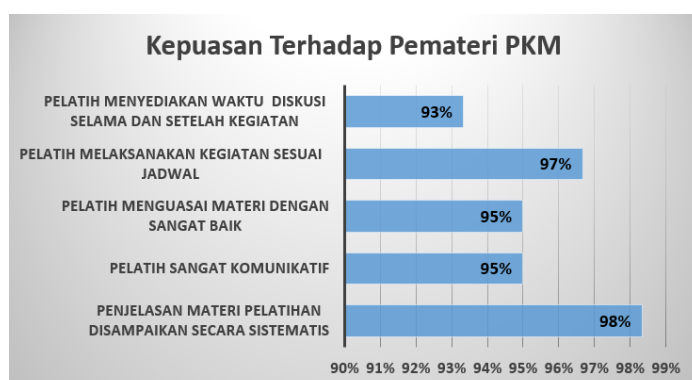 Kepuasan Terhadap Pemateri PKM
PELATIH MENYEDIAKAN WAKTU DISKUSI
SELAMA DAN SETELAH KEGIATAN
93%
PELATIH MELAKSANAKAN KEGIATAN SESUAI
JADWAL
97%
PELATIH MENGUASAI MATERI DENGAN
SANGAT BAIK
95%
PELATIH SANGAT KOMUNIKATIF
95%
PENJELASAN MATERI PELATIHAN
DISAMPAIKAN SECARA SISTEMATIS
98%
90% 91% 92% 93% 94% 95% 96% 97% 98% 99%